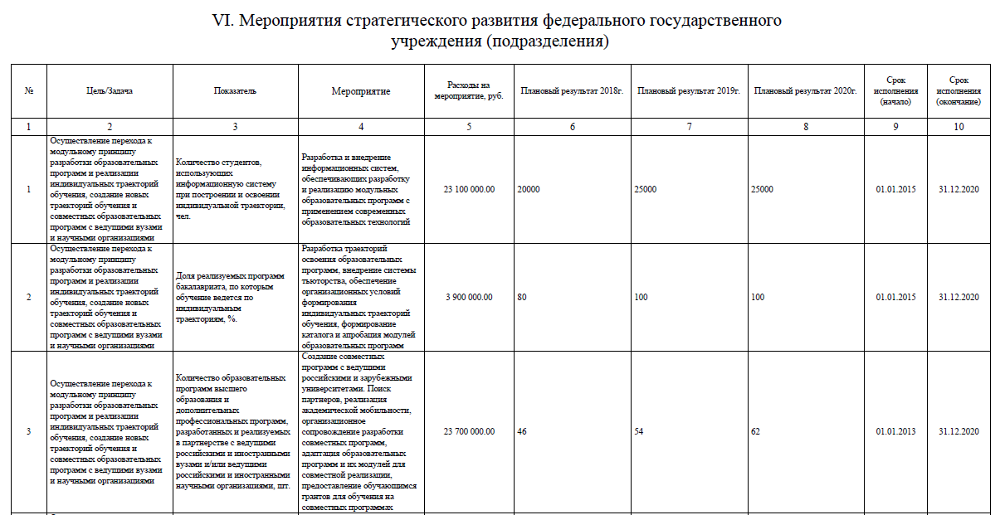 VI. Мероприятия стратегического развития федерального государственного
учреждения (подразделения)
№
Цель/Задача
Показатель
Мероприятие
Расходы на
мероприятие, руб.
Плановый результат 2018г.
Плановый результат 2019г.
Плановый результат 2020г.
Срок
исполнения
(начало)
Срок
исполнения
(окончание)
1
2
3
4
5
6
7
8
9
10
1
Осуществление перехода к
модульному принципу
разработки образовательных
программ и реализации
индивидуальных траекторий
обучения, создание новых
траекторий обучения и
совместных образовательных
программ с ведущими вузами
и научными организациями
Количество студентов,
использующих
информационную систему
при построении и освоении
индивидуальной траектории,
чел.
Разработка и внедрение
информационных систем,
обеспечивающих разработку
и реализацию модульных
образовательных программ с
применением современных
образовательных технологий
23 100 000.00
20000
25000
25000
01.01.2015
31.12.2020
2
Осуществление перехода к
модульному принципу
разработки образовательных
программ и реализации
индивидуальных траекторий
обучения, создание новых
траекторий обучения и
совместных образовательных
программ с ведущими вузами
и научными организациями
Доля реализуемых программ
бакалавриата, по которым
обучение ведется по
индивидуальным
траекториям, %.
Разработка траекторий
освоения образовательных
программ, внедрение системы
тьюторства, обеспечение
организационных условий
формирования
индивидуальных траекторий
обучения, формирование
каталога и апробация модулей
образовательных программ
3 900 000.00
80
100
100
01.01.2015
31.12.2020
3
Осуществление перехода к
модульному принципу
разработки образовательных
программ и реализации
индивидуальных траекторий
обучения, создание новых
траекторий обучения и
совместных образовательных
программ с ведущими вузами
и научными организациями
Количество образовательных
программ высшего
образования и
дополнительных
профессиональных программ,
разработанных и реализуемых
в партнерстве с ведущими
российскими и иностранными
вузами и/или ведущими
российскими и иностранными
научными организациями, шт.
Создание совместных
программ с ведущими
российскими и зарубежными
университетами. Поиск
партнеров, реализация
академической мобильности,
организационное
сопровождение разработки
совместных программ,
адаптация образовательных
программ и их модулей для
совместной реализации,
предоставление обучающимся
грантов для обучения на
совместных программах
23 700 000.00
46
54
62
01.01.2013
31.12.2020